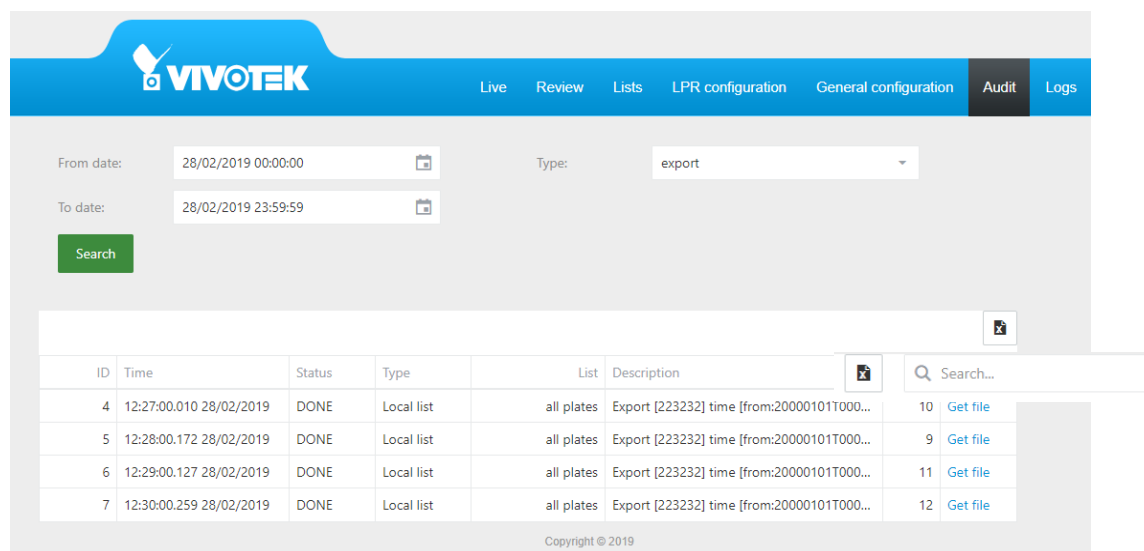 VIVOTEK
Live Review Lists LPR configuration General configuration Audit Logs
From date: 28/02/2019 00:00:00 Type: export
To date: 28/02/2019 23:59:59
Search
ID Time Status Type List Description Search...
4 12:27:00.010 28/02/2019 DONE Local list all plates Export [223232] time [from:20000101T000... 10 Get file
5 12:28:00.172 28/02/2019 DONE Local list all plates Export [223232] time [from:20000101T000... 9 Get file
6 12:29:00.127 28/02/2019 DONE Local list all plates Export [223232] time [from:20000101T000... 11 Get file
7 12:30:00.259 28/02/2019 DONE Local list all plates Export [223232] time [from:20000101T000... 12 Get file
Copyright © 2019